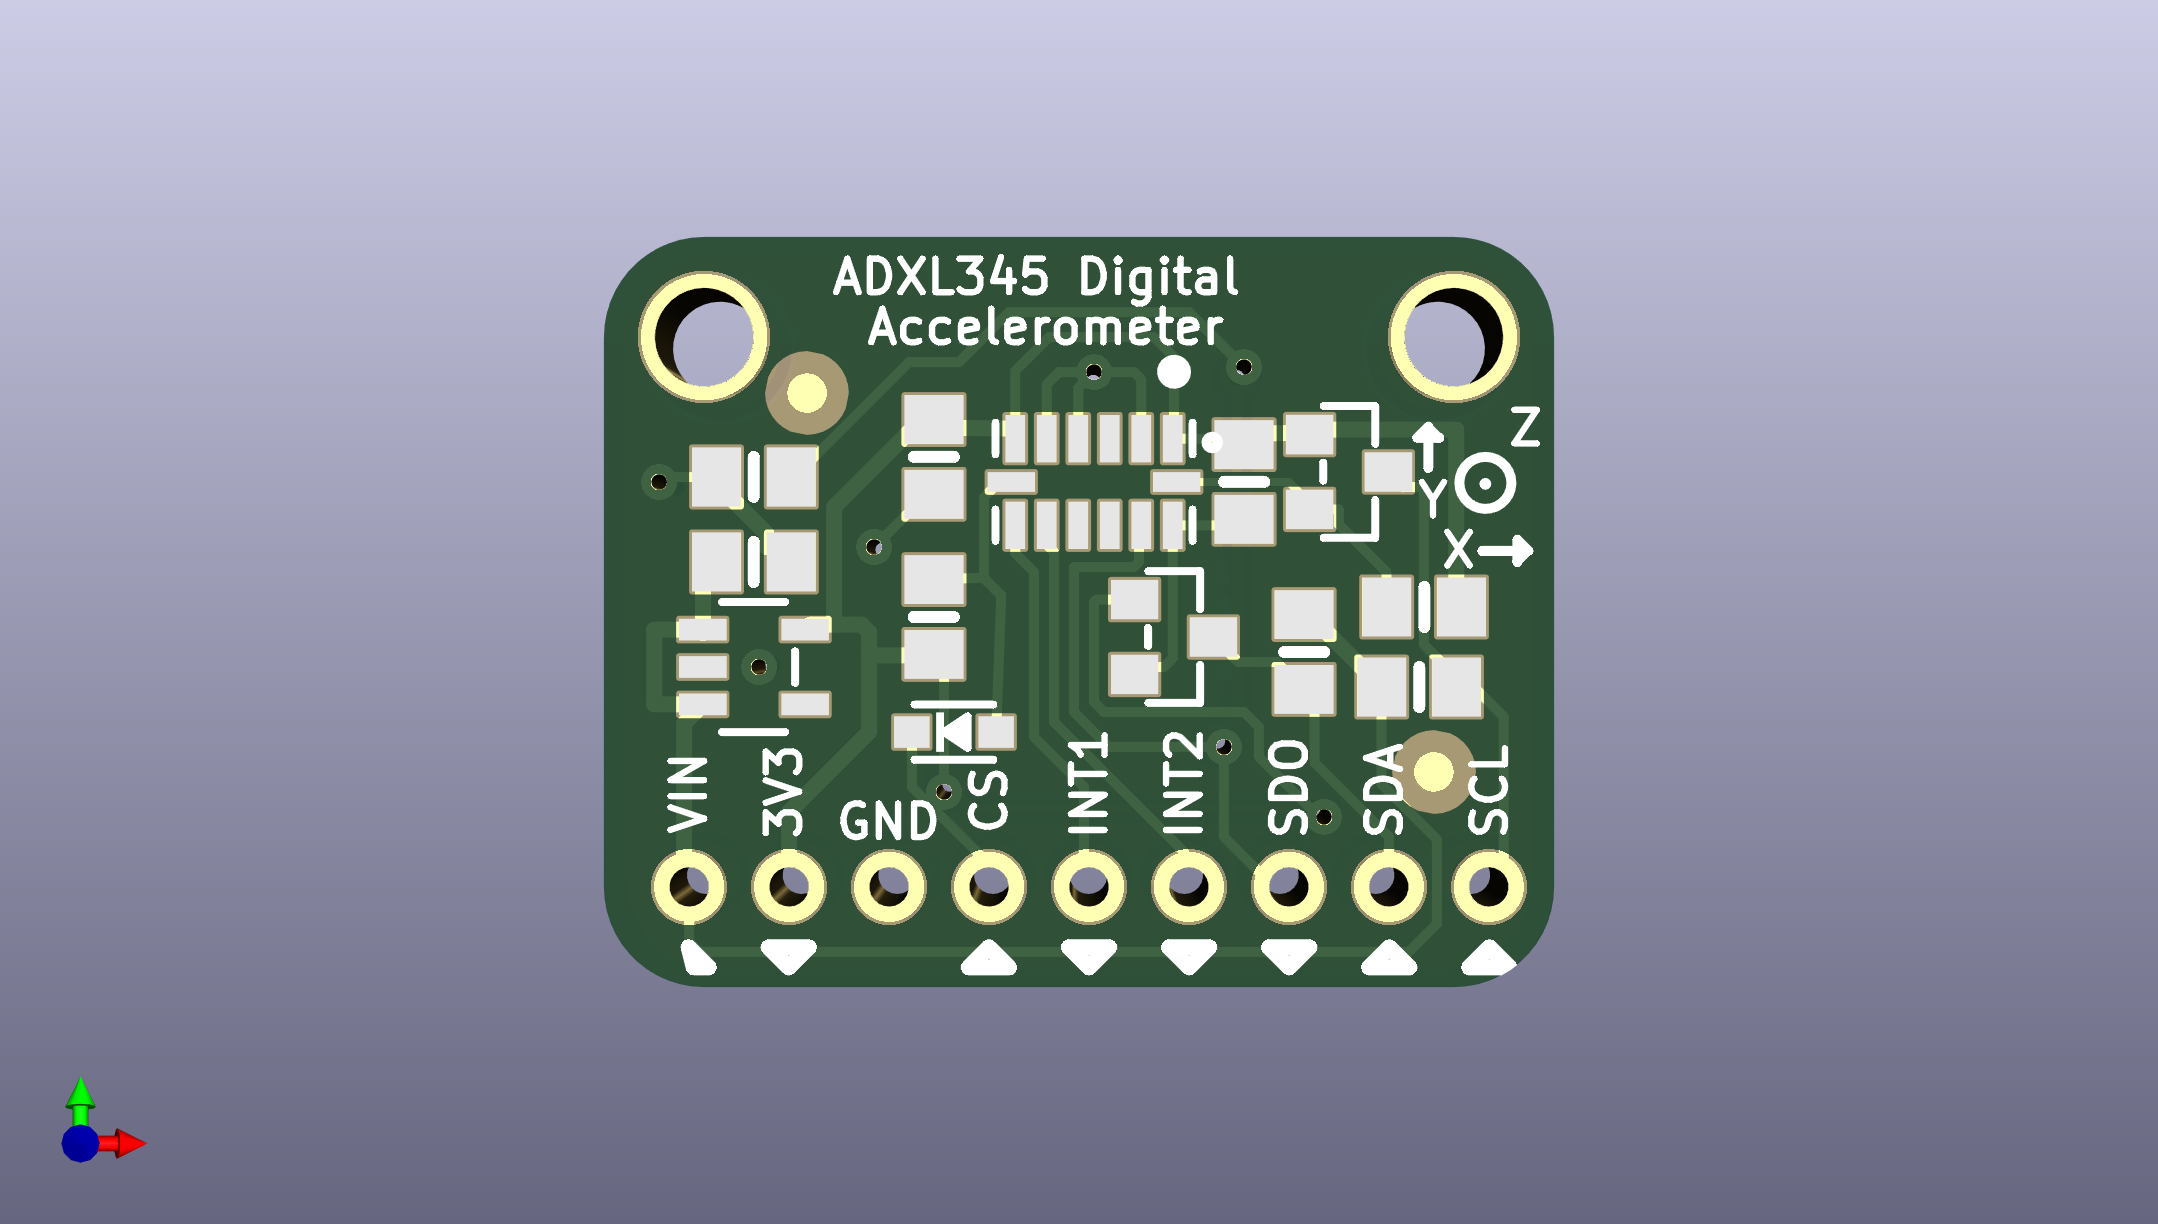 ADXL345 Digital
Accelerometer
Z
Y
X
VIN
3V3
GND
CS
INT1
INT2
SDO
SDA
SCL